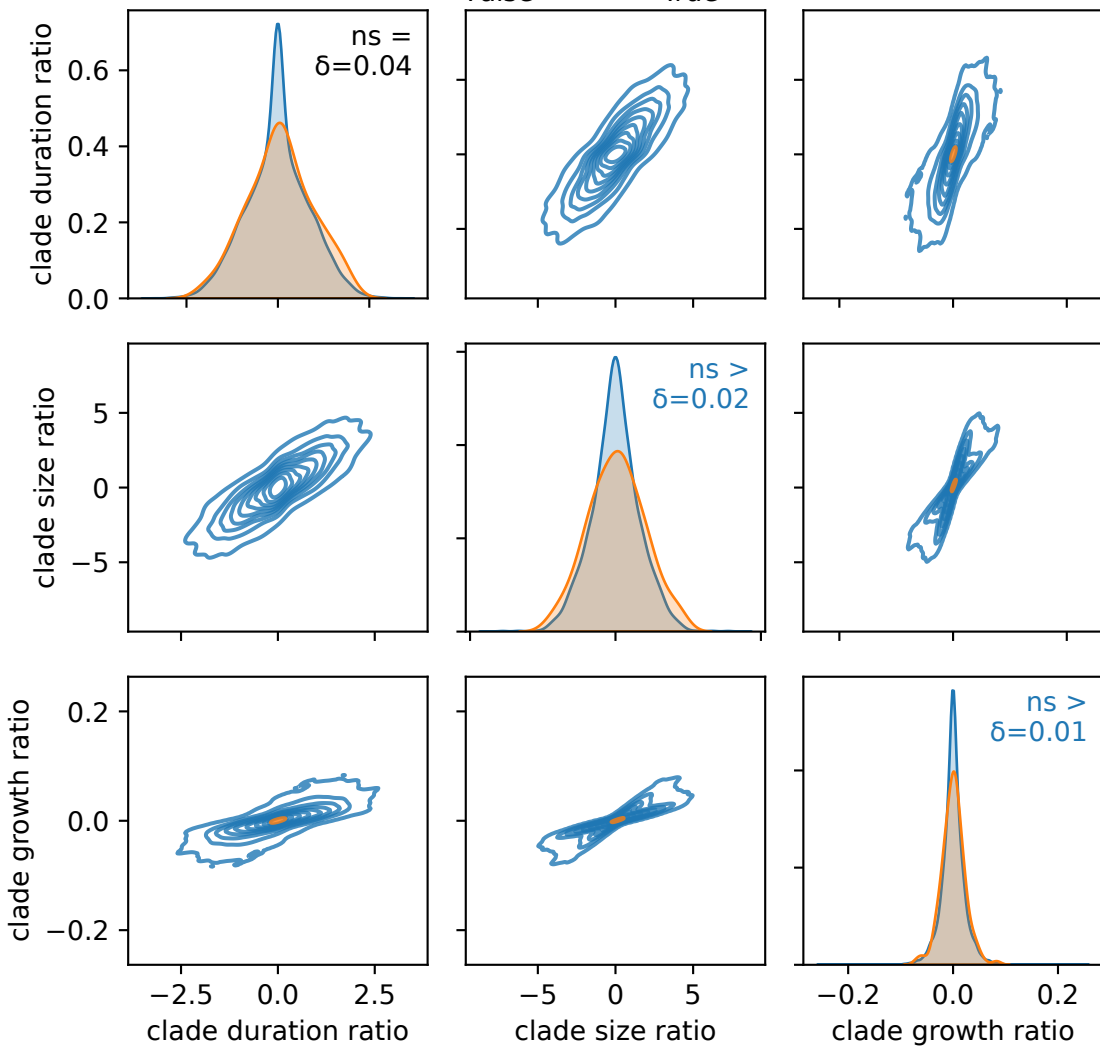 ns =
δ=0.04
clade duration ratio
0.6
0.4
0.2
0.0
ns >
δ=0.02
clade size ratio
5
0
−5
ns >
δ=0.01
clade growth ratio
0.2
0.0
−0.2
−2.5 0.0 2.5
−5 0 5
−0.2 0.0 0.2
clade duration ratio
clade size ratio
clade growth ratio